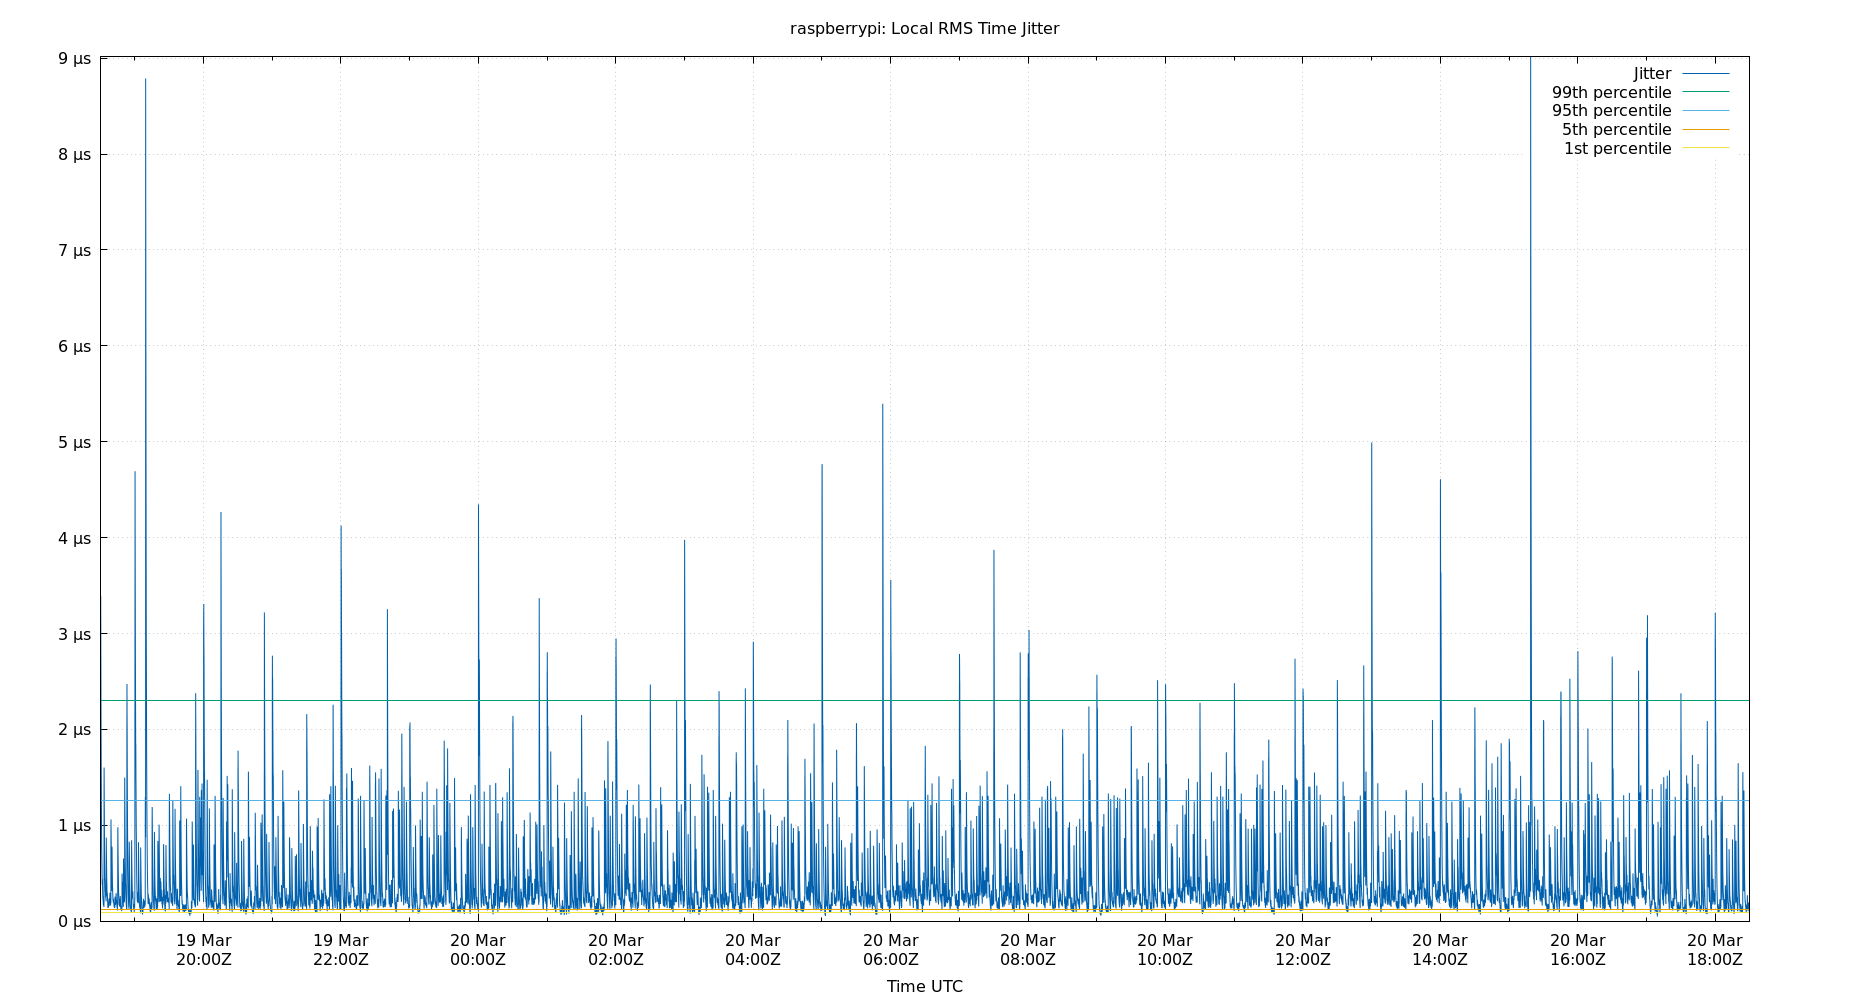 raspberrypi: Local RMS Time Jitter
9 µs
8 µs
7 µs
6 µs
5 µs
4 µs
3 µs
2 µs
1 µs
0 µs
Jitter
99th percentile
95th percentile
5th percentile
1st percentile
19 Mar 19 Mar 20 Mar 20 Mar 20 Mar 20 Mar 20 Mar 20 Mar 20 Mar 20 Mar 20 Mar 20 Mar
20:00Z 22:00Z 00:00Z 02:00Z 04:00Z 06:00Z 08:00Z 10:00Z 12:00Z 14:00Z 16:00Z 18:00Z
Time UTC